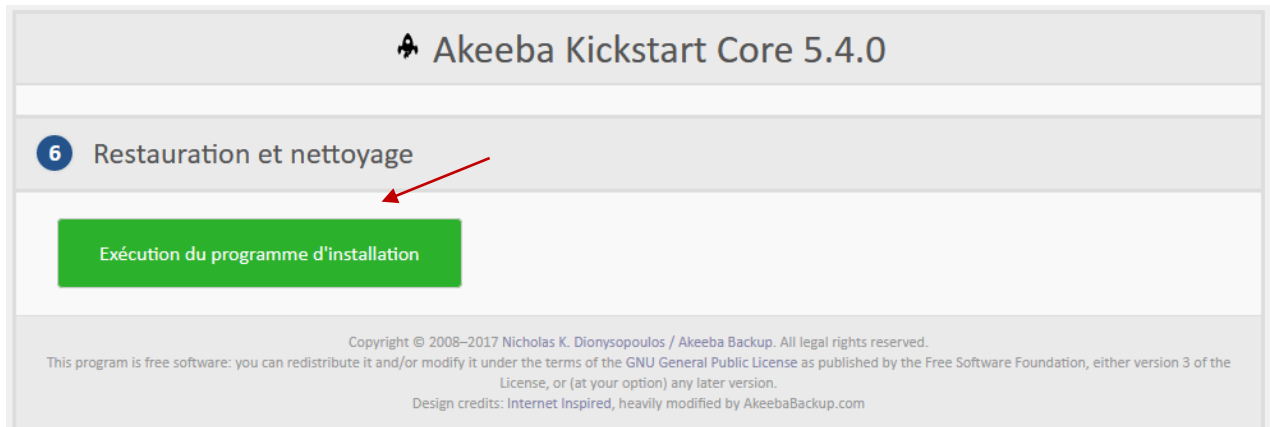 Akeeba Kickstart Core 5.4.0
6 Restauration et nettoyage
Exécution du programme d'installation
Copyright © 2008–2017 Nicholas K. Dionysopoulos / Akeeba Backup. All legal rights reserved.
This program is free software: you can redistribute it and/or modify it under the terms of the GNU General Public License as published by the Free Software Foundation, either version 3 of the
License, or (at your option) any later version.
Design credits: Internet Inspired, heavily modified by AkeebaBackup.com